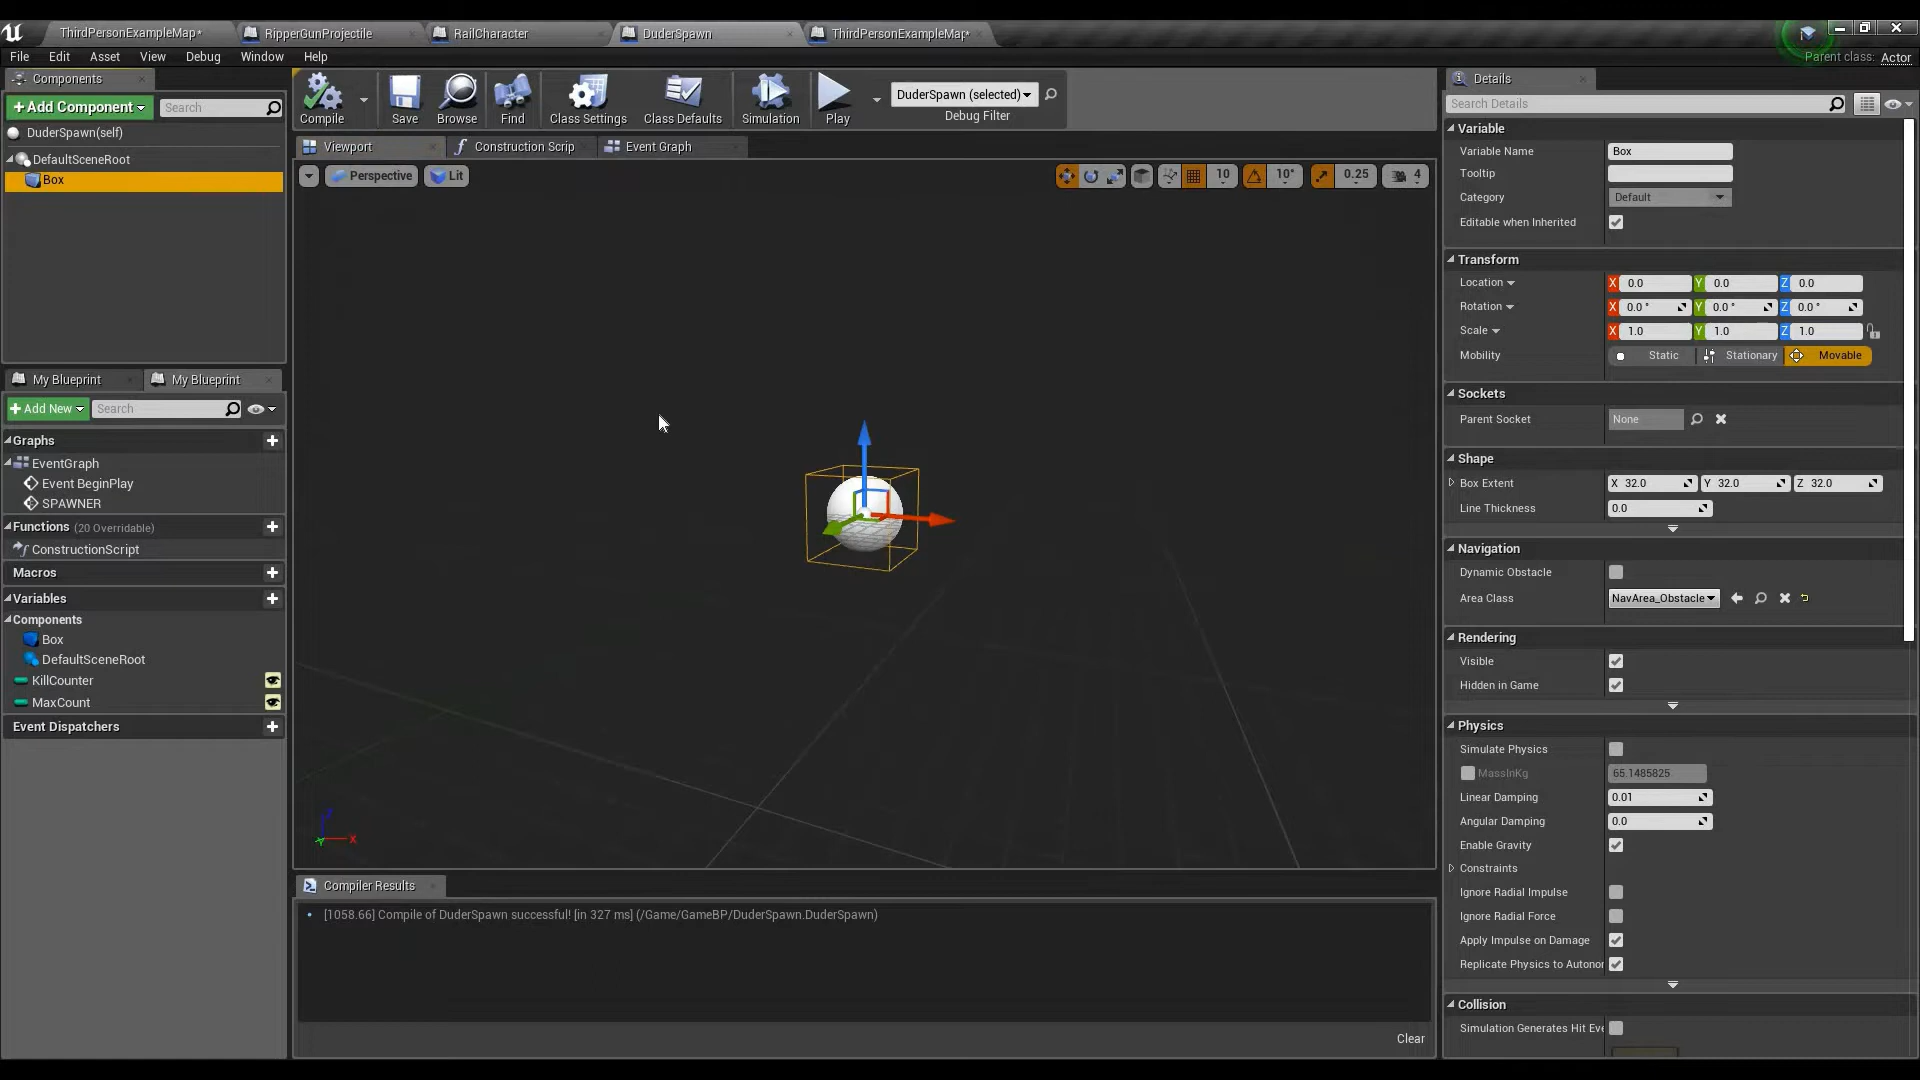 ThirdPersonExampleMap*
RipperGunProjectile
RailCharacter
DuderSpawn
ThirdPersonExampleMap*
File Edit Asset View Debug Window Help
Parent class: Actor
Components
+Add Component
Search
DuderSpawn(self)
DefaultSceneRoot
Box
Compile
Save
Browse
Find
Class Settings
Class Defaults
Simulation
Play
DuderSpawn (selected)
Debug Filter
Viewport
Construction Scrip
Event Graph
Perspective
Lit
10
10°
0.25
4
My Blueprint
My Blueprint
+Add New
Search
Graphs
EventGraph
Event BeginPlay
SPAWNER
Functions (20 Overridable)
ConstructionScript
Macros
Variables
Components
Box
DefaultSceneRoot
KillCounter
MaxCount
Event Dispatchers
Z
X
Y
Compiler Results
[1058.66] Compile of DuderSpawn successful! [in 327 ms] (/Game/GameBP/DuderSpawn.DuderSpawn)
Clear
Details
Search Details
Variable
Variable Name Box
Tooltip
Category Default
Editable when Inherited
Transform
Location X 0.0 Y 0.0 Z 0.0
Rotation X 0.0 ° Y 0.0 ° Z 0.0 °
Scale X 1.0 Y 1.0 Z 1.0
Mobility Static Stationary Movable
Sockets
Parent Socket None
Shape
Box Extent X 32.0 Y 32.0 Z 32.0
Line Thickness 0.0
Navigation
Dynamic Obstacle
Area Class NavArea_Obstacle
Rendering
Visible
Hidden in Game
Physics
Simulate Physics
MassInKg 65.1485825
Linear Damping 0.01
Angular Damping 0.0
Enable Gravity
Constraints
Ignore Radial Impulse
Ignore Radial Force
Apply Impulse on Damage
Replicate Physics to Autonor
Collision
Simulation Generates Hit Eve